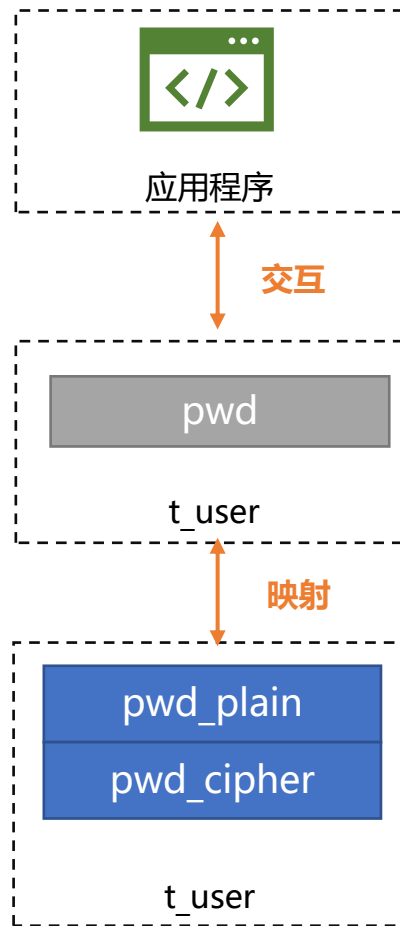 </>
应用程序
交互
pwd
t_user
映射
pwd_plain
pwd_cipher
t_user